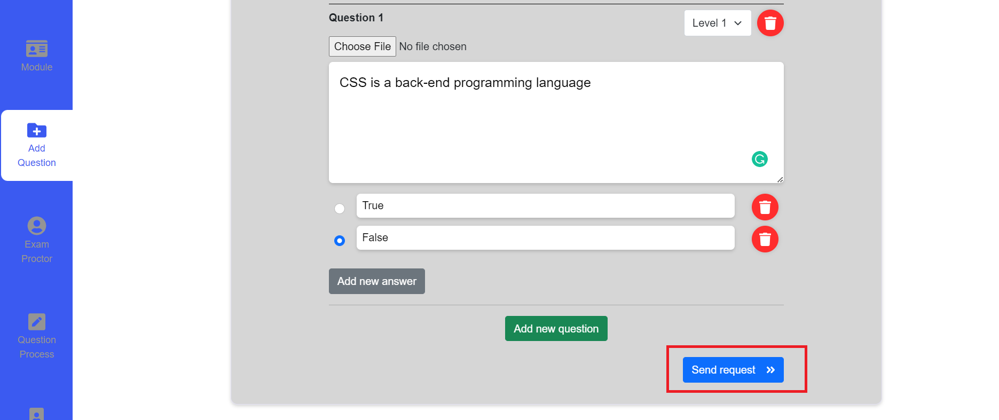 Module
Add
Question
Exam
Proctor
Question
Process
Question 1
Level 1
Choose File No file chosen
CSS is a back-end programming language
True
False
Add new answer
Add new question
Send request